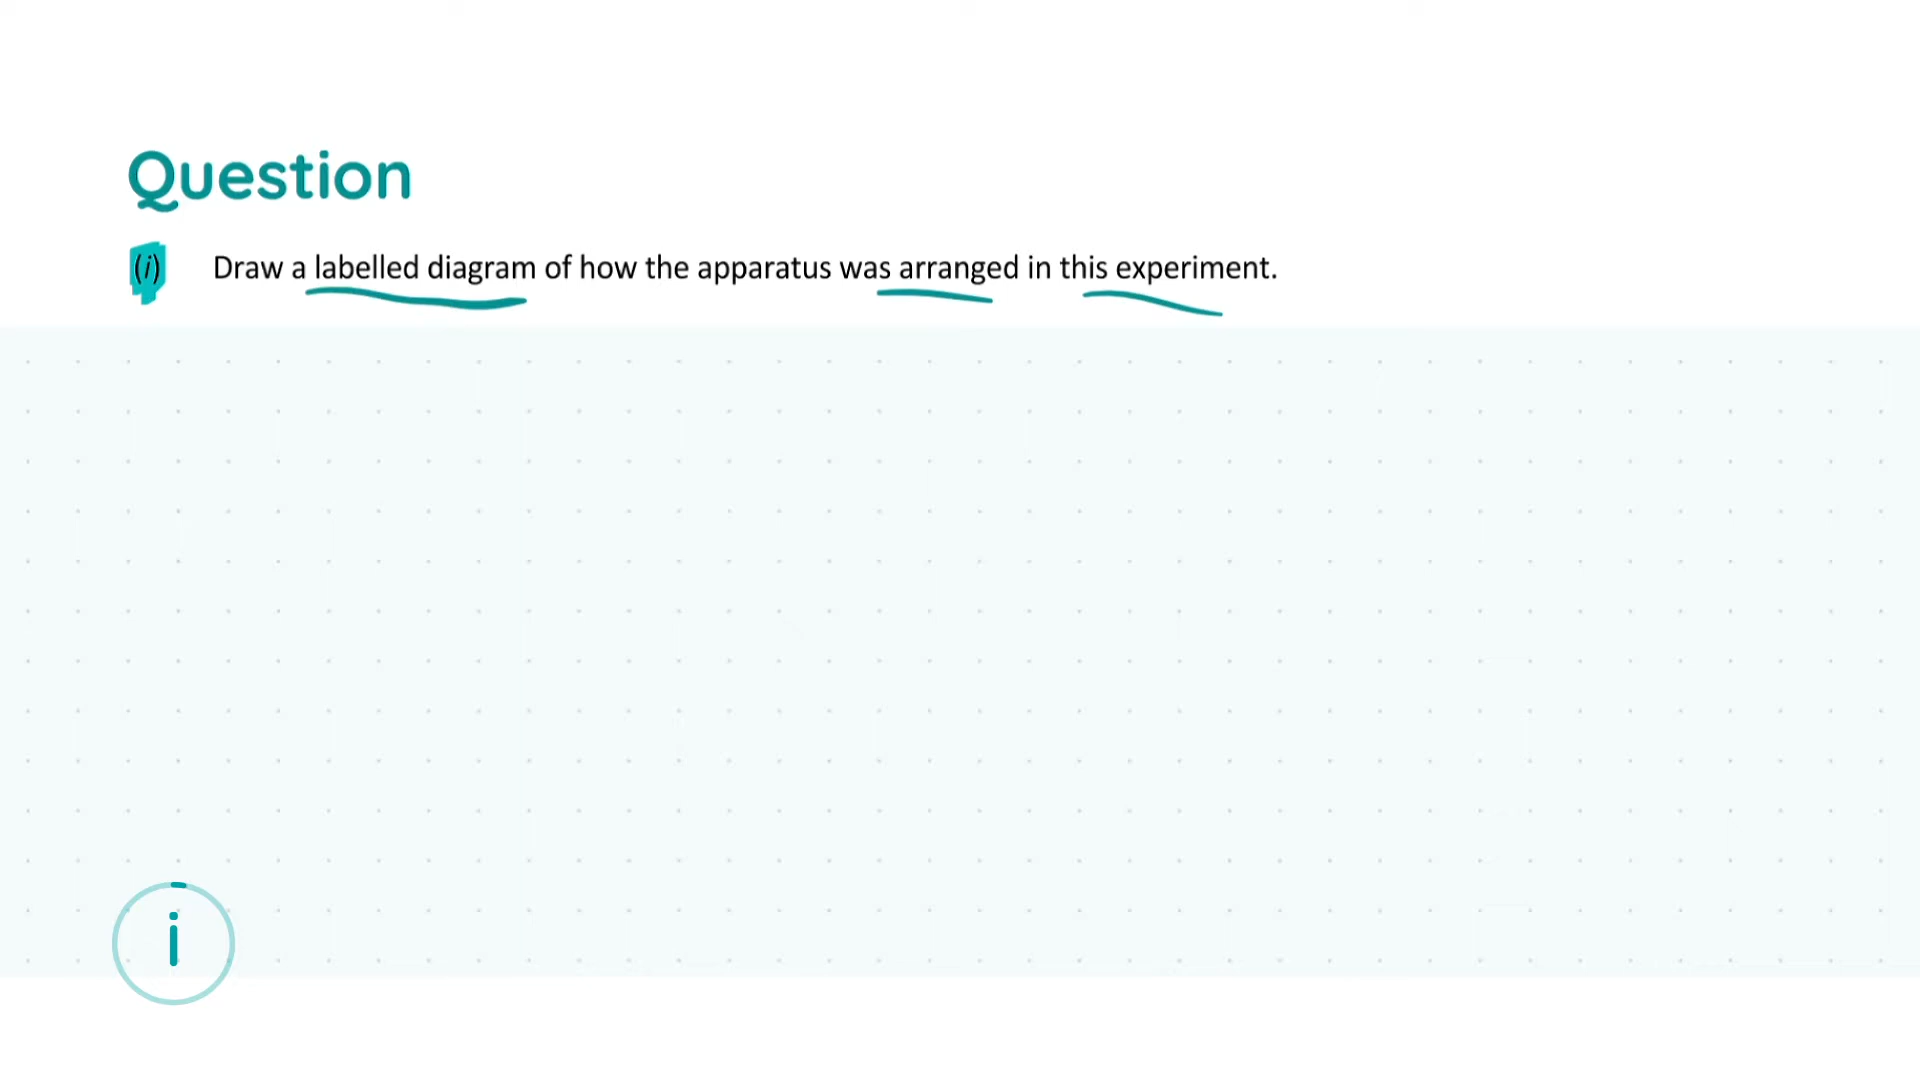 Question
(i) Draw a labelled diagram of how the apparatus was arranged in this experiment.
i